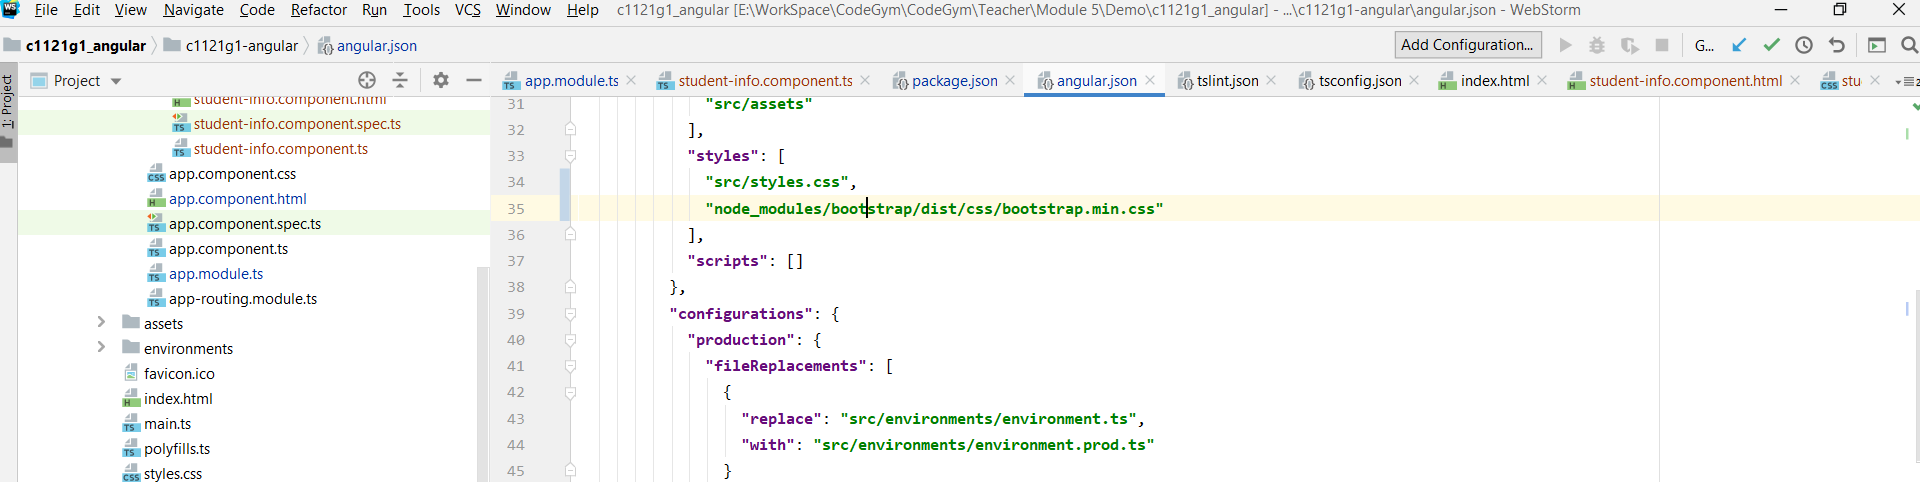 WS File Edit View Navigate Code Refactor Run Tools VCS Window Help c1121g1_angular [E:\WorkSpace\CodeGym\CodeGym\Teacher\Module 5\Demo\c1121g1_angular] - ...\c1121g1-angular\angular.json - WebStorm
c1121g1_angular c1121g1-angular angular.json Add Configuration... G...
1: Project
Project
app.module.ts student-info.component.ts package.json angular.json tslint.json tsconfig.json index.html student-info.component.html stu
student-info.component.html
student-info.component.spec.ts
student-info.component.ts
app.component.css
app.component.html
app.component.spec.ts
app.component.ts
app.module.ts
app-routing.module.ts
assets
environments
favicon.ico
index.html
main.ts
polyfills.ts
styles.css
31 "src/assets"
32 ],
33 "styles": [
34 "src/styles.css",
35 "node_modules/bootstrap/dist/css/bootstrap.min.css"
36 ],
37 "scripts": []
38 },
39 "configurations": {
40 "production": {
41 "fileReplacements": [
42 {
43 "replace": "src/environments/environment.ts",
44 "with": "src/environments/environment.prod.ts"
45 }